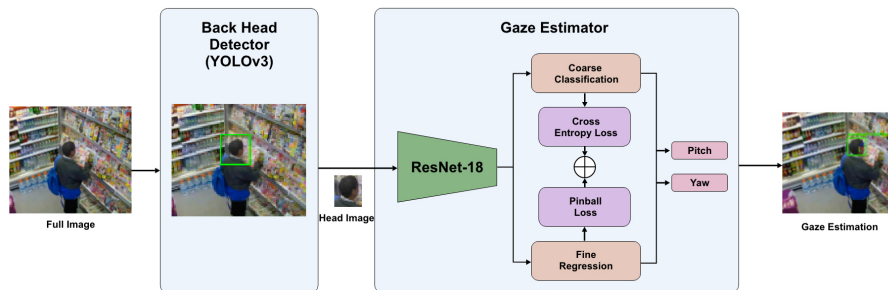 Full Image
Back Head
Detector
(YOLOv3)
Head Image
Gaze Estimator
ResNet-18
Coarse
Classification
Cross
Entropy Loss
Pinball
Loss
Fine
Regression
Pitch
Yaw
Gaze Estimation